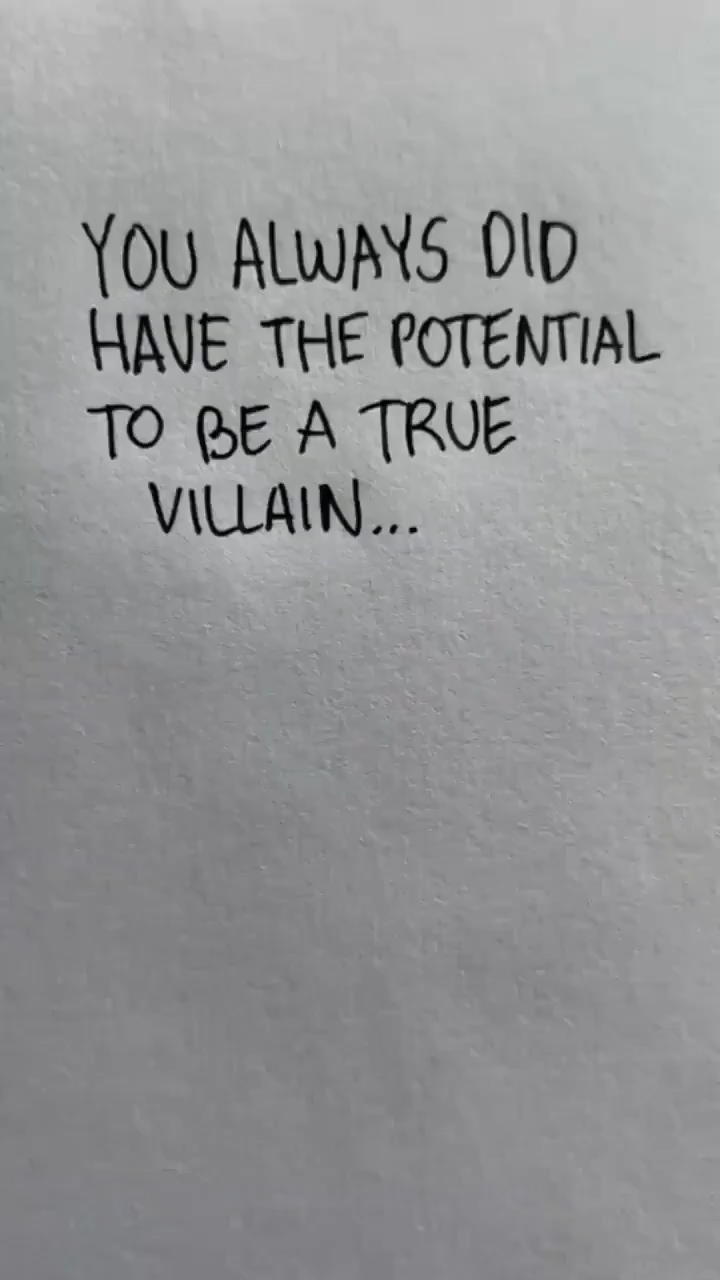 YOU ALWAYS DID
HAVE THE POTENTIAL
TO BE A TRUE
VILLAIN...